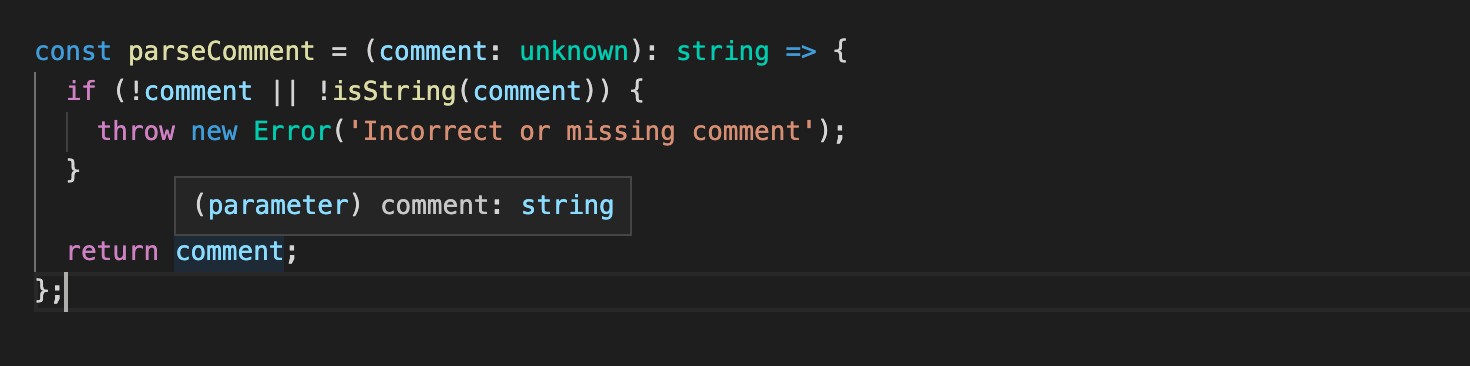 const parseComment = (comment: unknown): string => {
  if (!comment || !isString(comment)) {
    throw new Error('Incorrect or missing comment');
  }
(parameter) comment: string
  return comment;
};